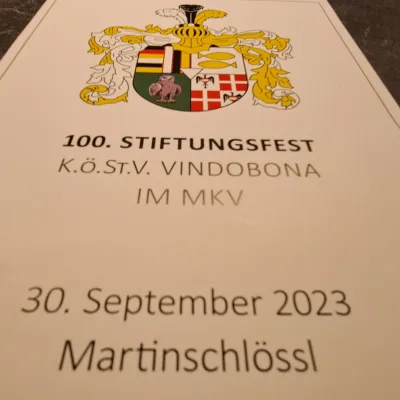 100. STIFTUNGSFEST
K.Ö.ST.V. VINDOBONA
IM MKV
30. September 2023
Martinschlössl